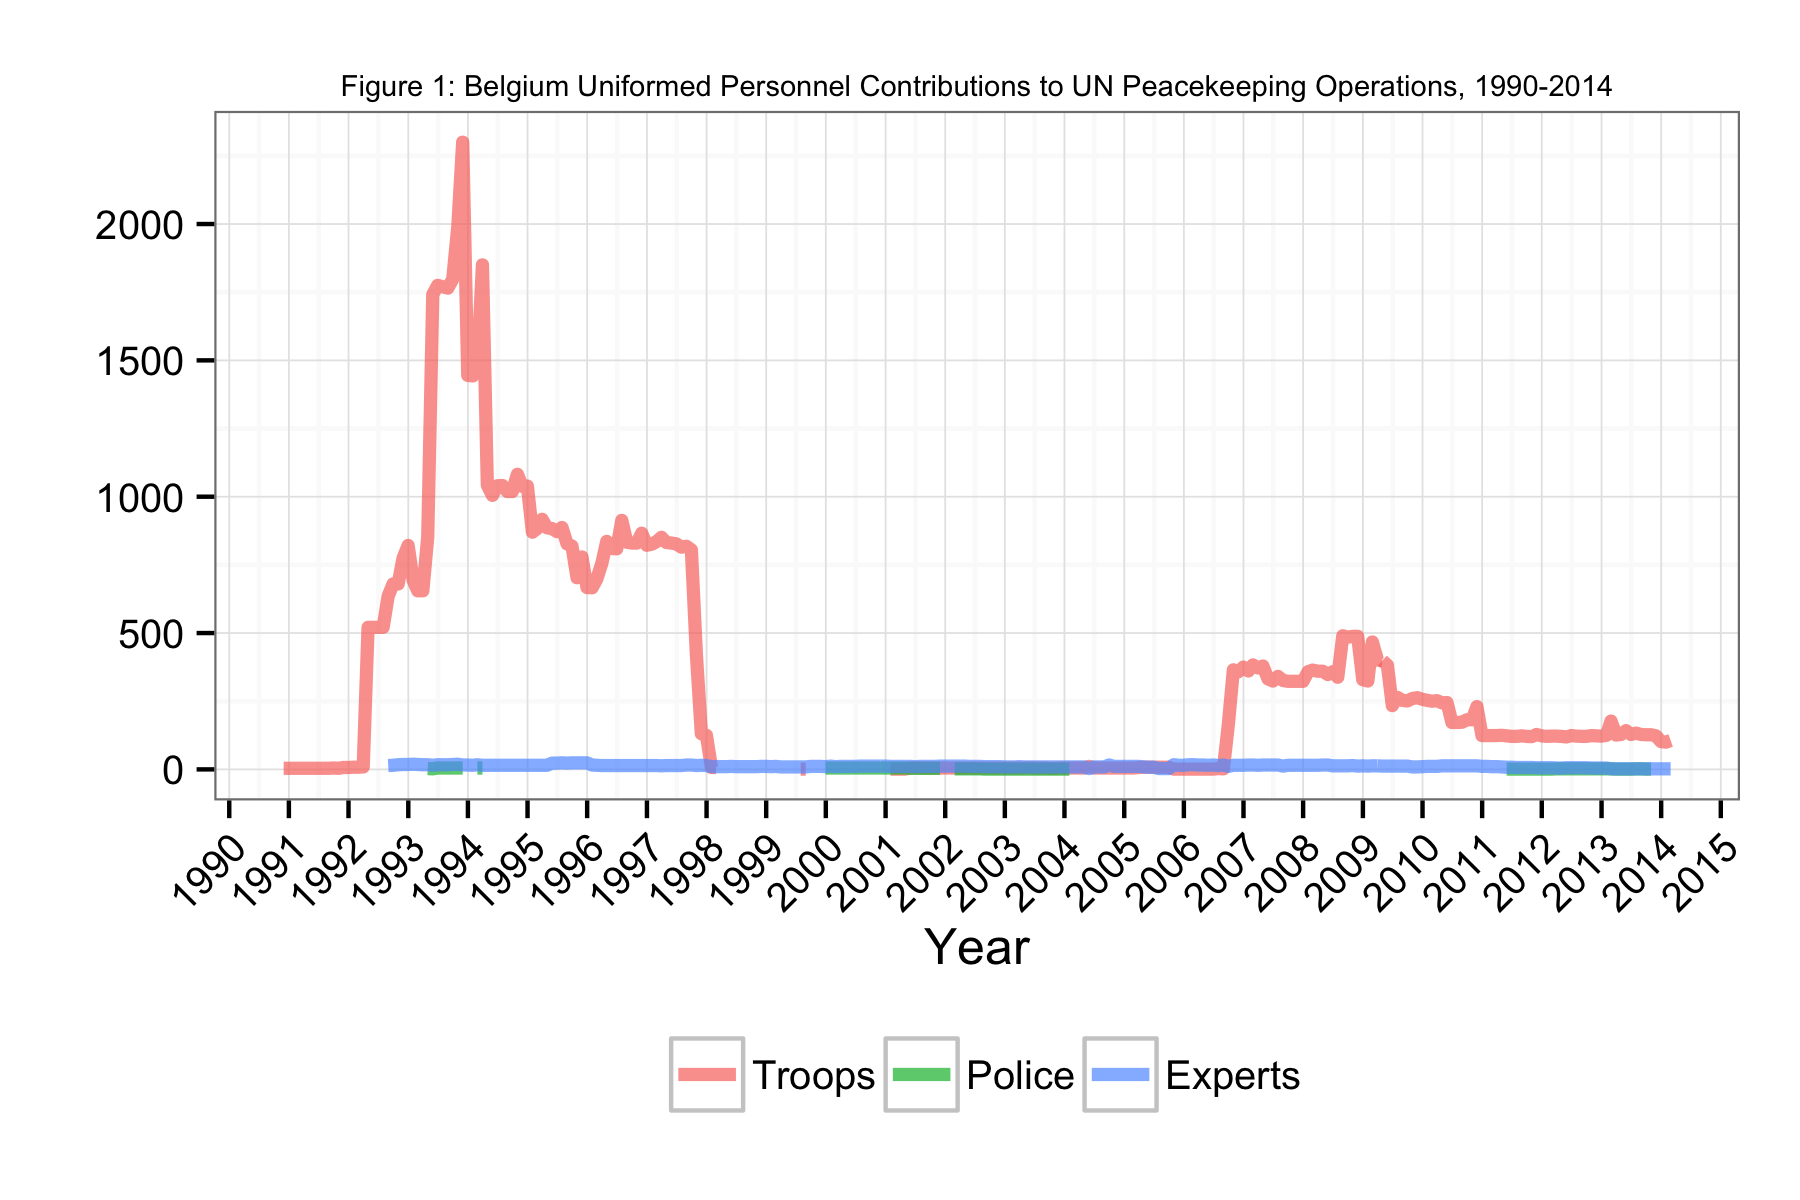 Figure 1: Belgium Uniformed Personnel Contributions to UN Peacekeeping Operations, 1990-2014
2000
1500
1000
500
0
1990 1991 1992 1993 1994 1995 1996 1997 1998 1999 2000 2001 2002 2003 2004 2005 2006 2007 2008 2009 2010 2011 2012 2013 2014 2015
Year
Troops Police Experts